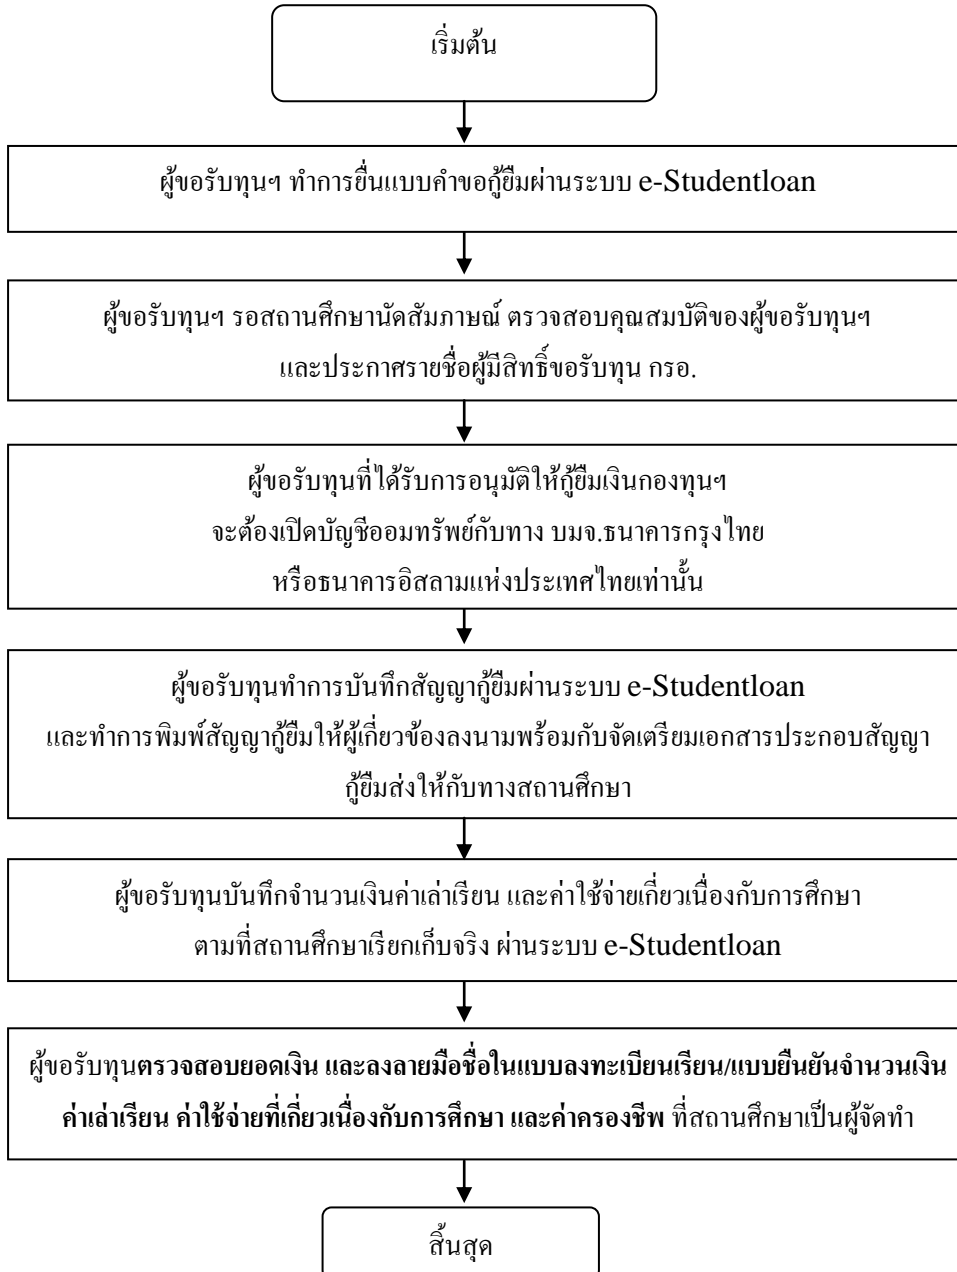 เริ่มต้น
ผู้ขอรับทุนฯ ทำการยื่นแบบคำขอกู้ยืมผ่านระบบ e-Studentloan
ผู้ขอรับทุนฯ รอสถานศึกษานัดสัมภาษณ์ ตรวจสอบคุณสมบัติของผู้ขอรับทุนฯ
และประกาศรายชื่อผู้มีสิทธิ์ขอรับทุน กรอ.
ผู้ขอรับทุนที่ได้รับการอนุมัติให้กู้ยืมเงินกองทุนฯ
จะต้องเปิดบัญชีออมทรัพย์กับทาง บมจ.ธนาคารกรุงไทย
หรือธนาคารอิสลามแห่งประเทศไทยเท่านั้น
ผู้ขอรับทุนทำการบันทึกสัญญากู้ยืมผ่านระบบ e-Studentloan
และทำการพิมพ์สัญญากู้ยืมให้ผู้เกี่ยวข้องลงนามพร้อมกับจัดเตรียมเอกสารประกอบสัญญา
กู้ยืมส่งให้กับทางสถานศึกษา
ผู้ขอรับทุนบันทึกจำนวนเงินค่าเล่าเรียน และค่าใช้จ่ายเกี่ยวเนื่องกับการศึกษา
ตามที่สถานศึกษาเรียกเก็บจริง ผ่านระบบ e-Studentloan
ผู้ขอรับทุนตรวจสอบยอดเงิน และลงลายมือชื่อในแบบลงทะเบียนเรียน/แบบยืนยันจำนวนเงิน
ค่าเล่าเรียน ค่าใช้จ่ายที่เกี่ยวเนื่องกับการศึกษา และค่าครองชีพ ที่สถานศึกษาเป็นผู้จัดทำ
สิ้นสุด